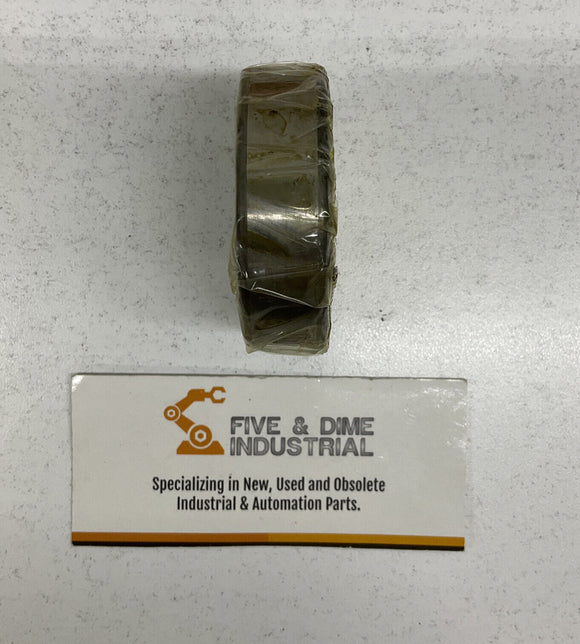 FIVE & DIME
INDUSTRIAL
Specializing in New, Used and Obsolete
Industrial & Automation Parts.